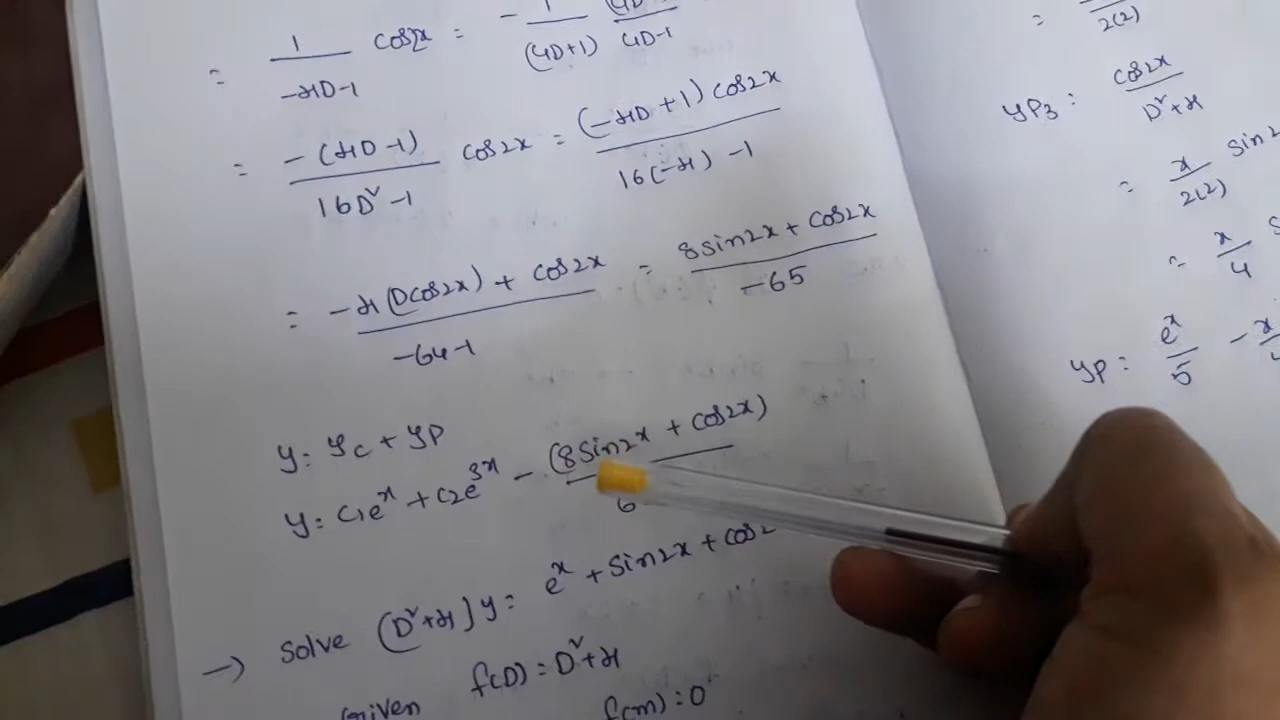 = 1/(-4D-1) cos2x = - 1/(4D+1) (4D/(4D-1)
= -(4D-1)/(16D²-1) cos2x = (-4D+1) cos2x/(16(-4)-1)
= (-4(Dcos2x) + cos2x)/(-64-1) = (8sin2x + cos2x)/(-65)
y = yc + yp
y = c1e^x + c2e^3x - (8sin2x + cos2x)/6
→ Solve (D²+4)y = e^x + sin2x + cos2
Given f(D) = D²+4
f(m) = 0
= /2(2)
yp3 = cos2x/(D²+4)
= x/2(2) sin2
= x/4 S
yp = e^x/5 - x/